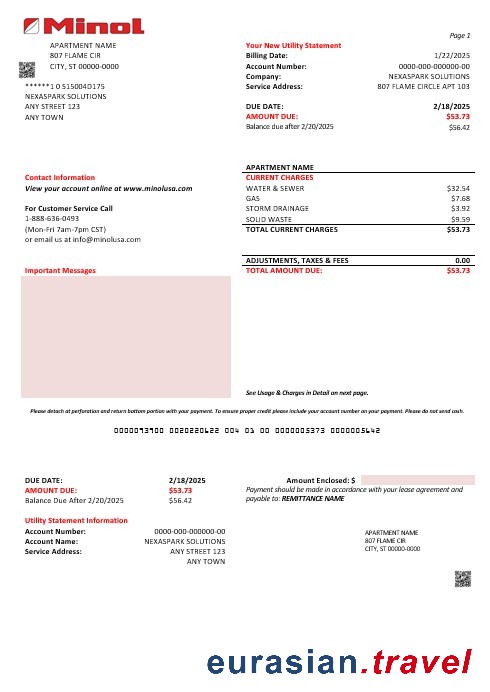 Minol
Page 1
APARTMENT NAME
807 FLAME CIR
CITY, ST 00000-0000
******1 0 515004D175
NEXASPARK SOLUTIONS
ANY STREET 123
ANY TOWN
Your New Utility Statement
Billing Date: 1/22/2025
Account Number: 0000-000-000000-00
Company: NEXASPARK SOLUTIONS
Service Address: 807 FLAME CIRCLE APT 103
DUE DATE: 2/18/2025
AMOUNT DUE: $53.73
Balance due after 2/20/2025 $56.42
Contact Information
View your account online at www.minolusa.com
For Customer Service Call
1-888-636-0493
(Mon-Fri 7am-7pm CST)
or email us at info@minolusa.com
APARTMENT NAME
CURRENT CHARGES
WATER & SEWER $32.54
GAS $7.68
STORM DRAINAGE $3.92
SOLID WASTE $9.59
TOTAL CURRENT CHARGES $53.73
ADJUSTMENTS, TAXES & FEES 0.00
TOTAL AMOUNT DUE: $53.73
Important Messages
See Usage & Charges in Detail on next page.
Please detach at perforation and return bottom portion with your payment. To ensure proper credit please include your account number on your payment. Please do not send cash.
0000093900 0020220622 004 01 00 0000005373 0000005642
DUE DATE: 2/18/2025
AMOUNT DUE: $53.73
Balance Due After 2/20/2025 $56.42
Amount Enclosed: $
Payment should be made in accordance with your lease agreement and
payable to: REMITTANCE NAME
Utility Statement Information
Account Number: 0000-000-000000-00
Account Name: NEXASPARK SOLUTIONS
Service Address: ANY STREET 123
ANY TOWN
APARTMENT NAME
807 FLAME CIR
CITY, ST 00000-0000
eurasian.travel